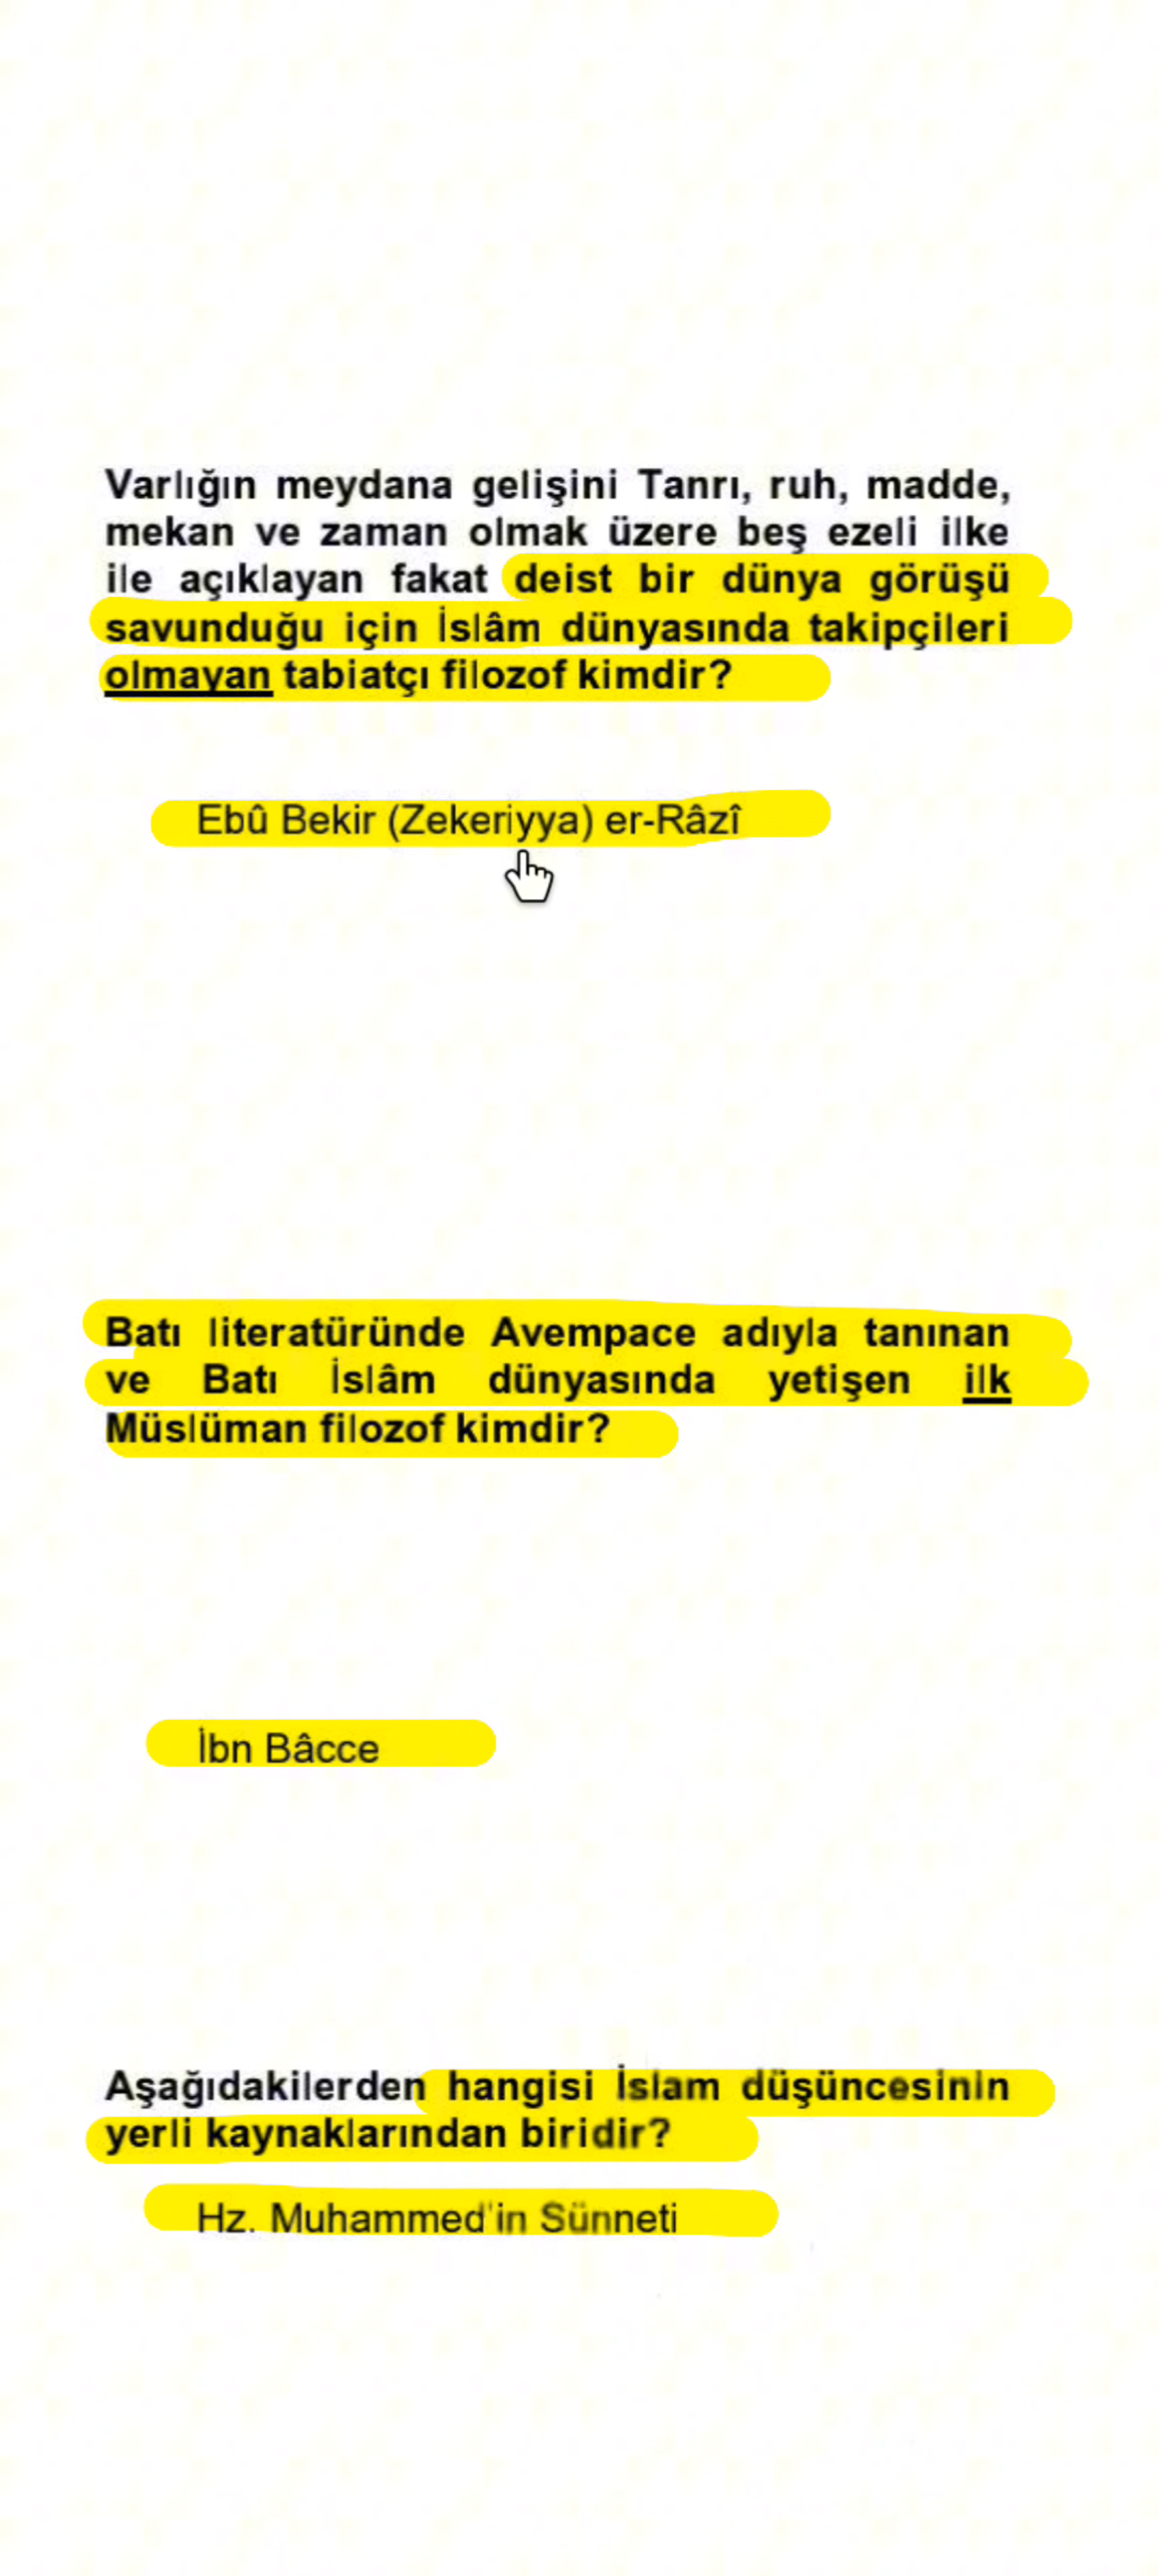 Varlığın meydana gelişini Tanrı, ruh, madde,
mekan ve zaman olmak üzere beş ezeli ilke
ile açıklayan fakat deist bir dünya görüşü
savunduğu için İslâm dünyasında takipçileri
olmayan tabiatçı filozof kimdir?
Ebû Bekir (Zekeriyya) er-Râzî
Batı literatüründe Avempace adıyla tanınan
ve Batı İslâm dünyasında yetişen ilk
Müslüman filozof kimdir?
İbn Bâcce
Aşağıdakilerden hangisi İslam düşüncesinin
yerli kaynaklarından biridir?
Hz. Muhammed'in Sünneti